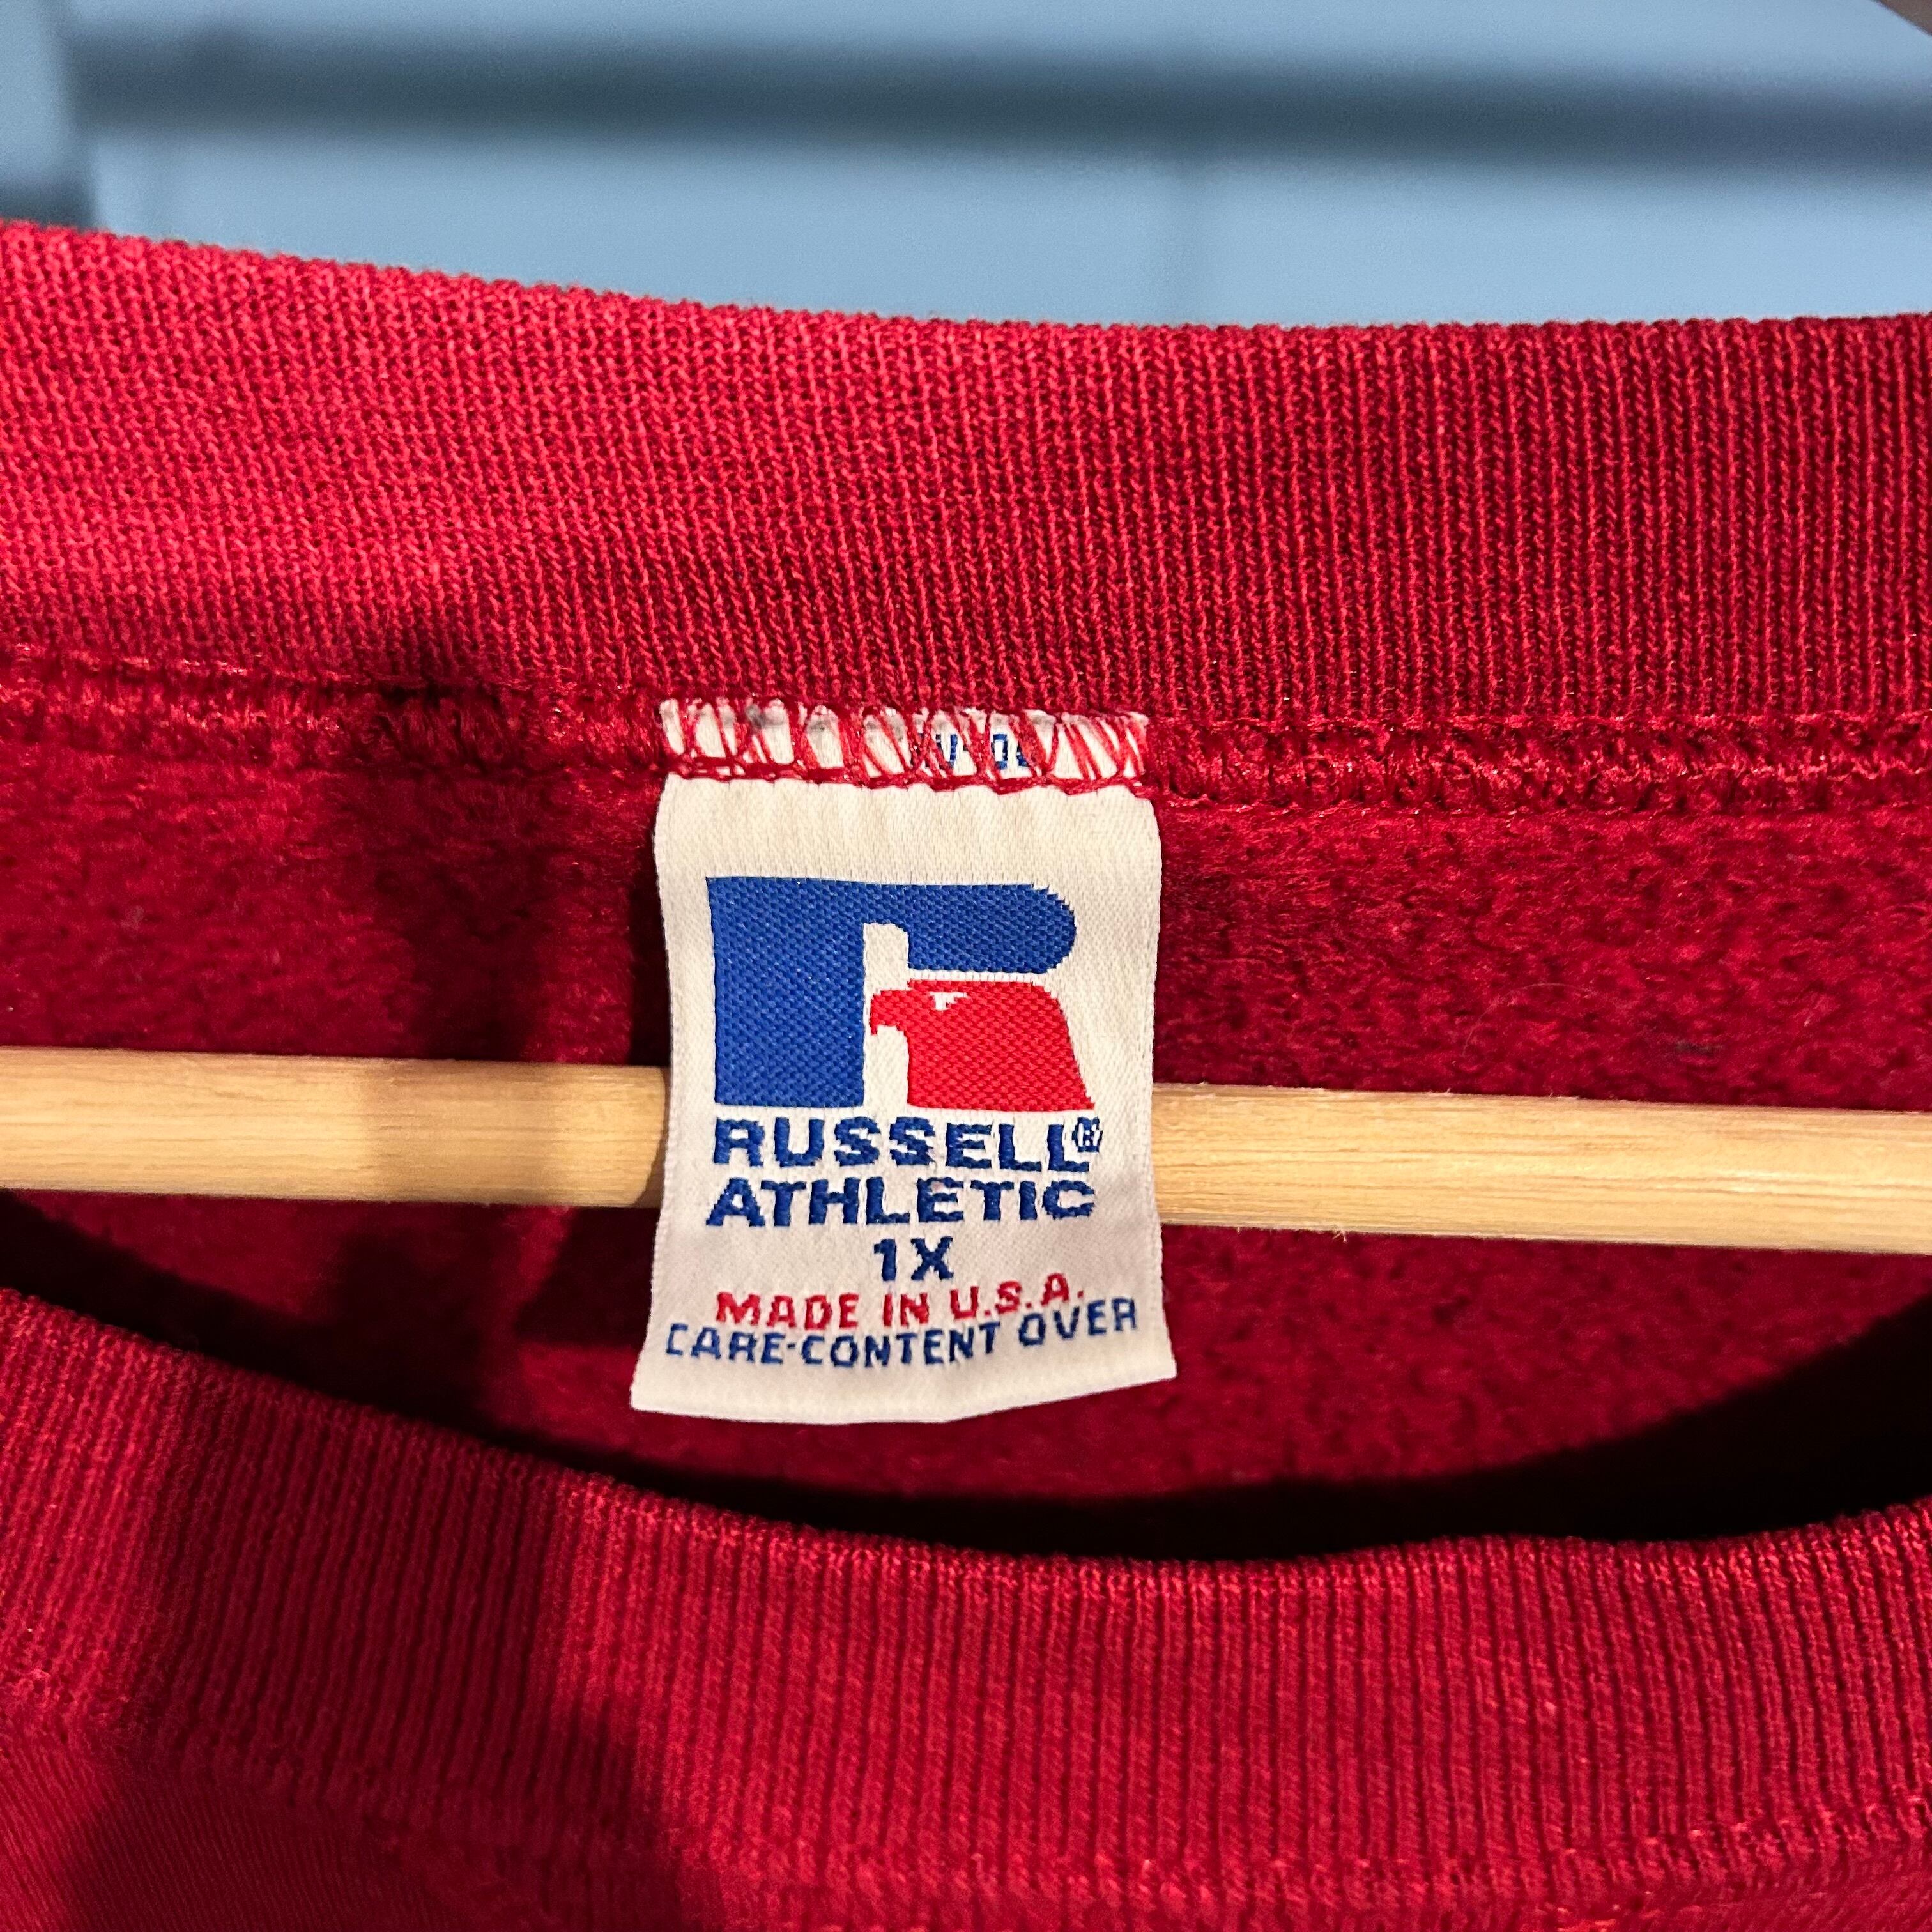 RUSSELL®
ATHLETIC
1X
MADE IN U.S.A.
CARE-CONTENT OVER